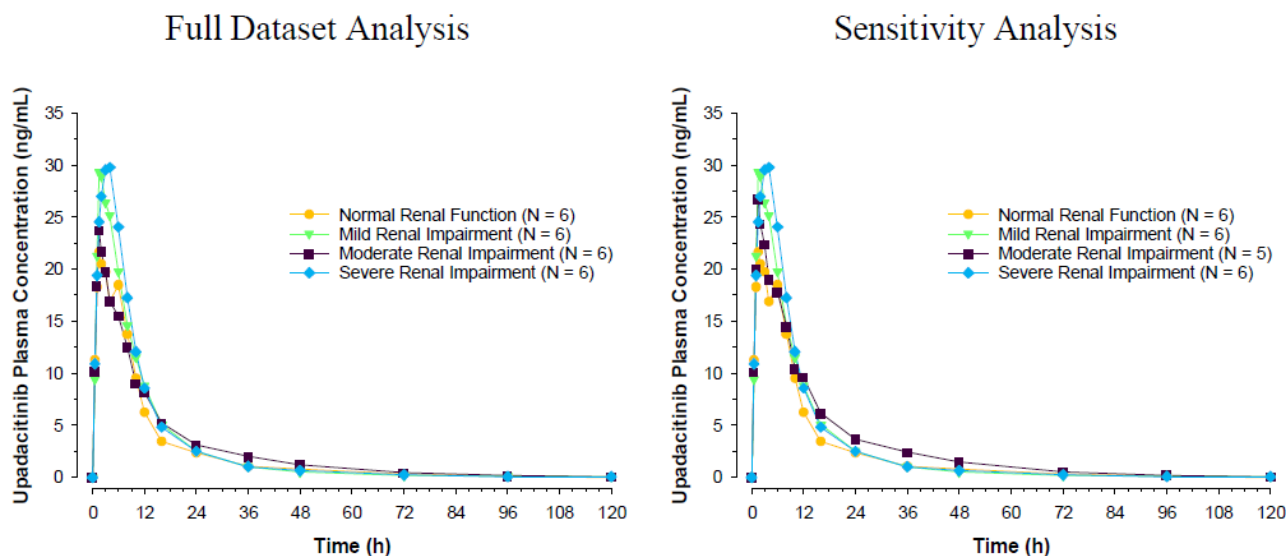 Full Dataset Analysis
Sensitivity Analysis
Upadacitinib Plasma Concentration (ng/mL)
35
30
25
20
15
10
5
0
Normal Renal Function (N = 6)
Mild Renal Impairment (N = 6)
Moderate Renal Impairment (N = 6)
Severe Renal Impairment (N = 6)
0 12 24 36 48 60 72 84 96 108 120
Time (h)
Upadacitinib Plasma Concentration (ng/mL)
35
30
25
20
15
10
5
0
Normal Renal Function (N = 6)
Mild Renal Impairment (N = 6)
Moderate Renal Impairment (N = 5)
Severe Renal Impairment (N = 6)
0 12 24 36 48 60 72 84 96 108 120
Time (h)